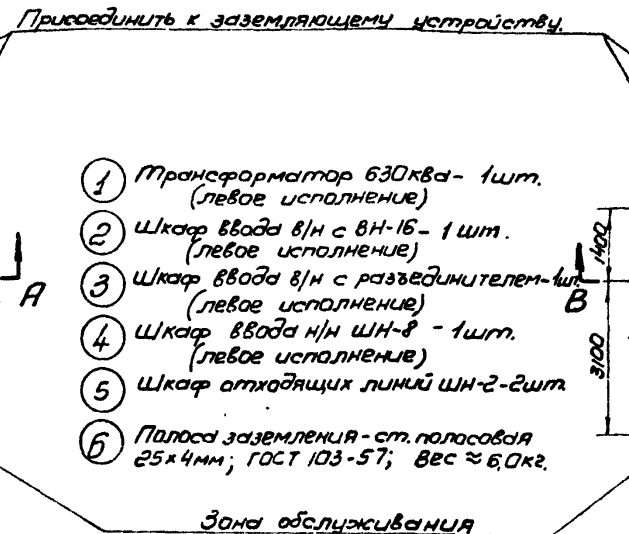 Присоединить к заземляющему устройству.
1 Трансформатор 630ква- 1шт.
(левое исполнение)
2 Шкаф ввода в/н с ВН-16- 1 шт.
(левое исполнение)
3 Шкаф ввода в/н с разъединителем-1шт.
(левое исполнение)
4 Шкаф ввода н/н ШН-8 - 1шт.
(левое исполнение)
5 Шкаф отходящих линий ШН-2-2шт
6 Полоса заземления-ст. полосовая
25×4мм; ГОСТ 103-57; Вес ≈ 6,0кг.
А
В
1400
3100
Зона обслуживания